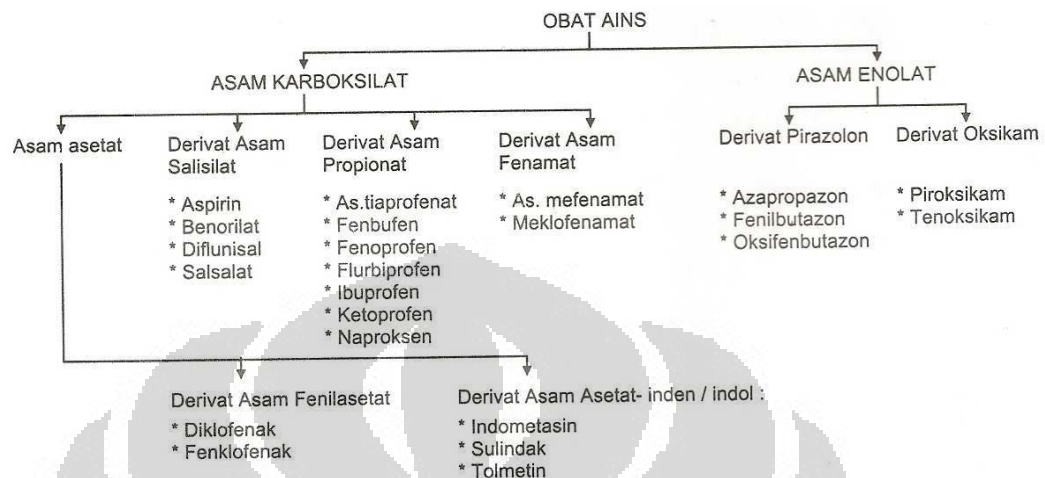 OBAT AINS
ASAM KARBOKSILAT
ASAM ENOLAT
Asam asetat
Derivat Asam
Salisilat
* Aspirin
* Benorilat
* Diflunisal
* Salsalat
Derivat Asam
Propionat
* As.tiaprofenat
* Fenbufen
* Fenoprofen
* Flurbiprofen
* Ibuprofen
* Ketoprofen
* Naproksen
Derivat Asam
Fenamat
* As. mefenamat
* Meklofenamat
Derivat Pirazolon
* Azapropazon
* Fenilbutazon
* Oksifenbutazon
Derivat Oksikam
* Piroksikam
* Tenoksikam
Derivat Asam Fenilasetat
* Diklofenak
* Fenklofenak
Derivat Asam Asetat- inden / indol :
* Indometasin
* Sulindak
* Tolmetin